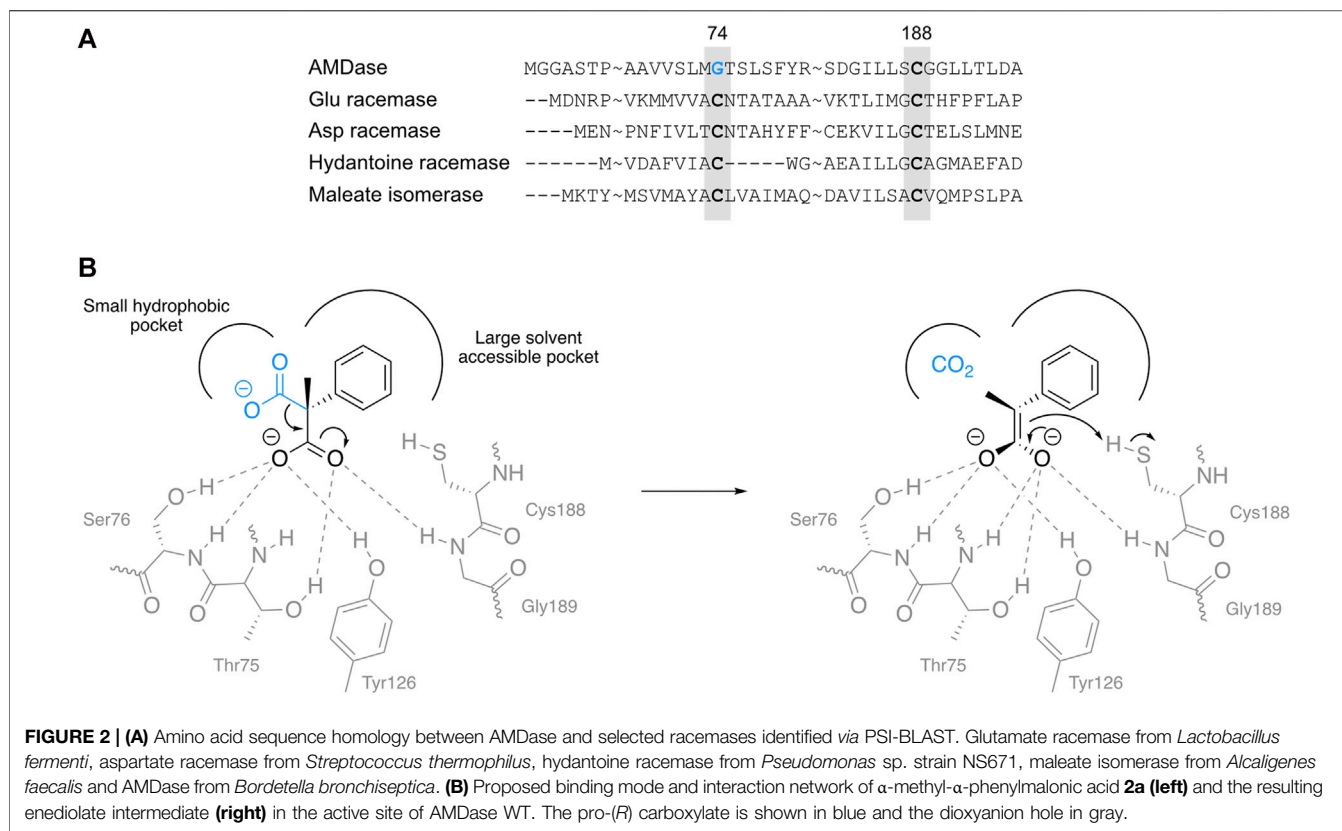 A
74 188
AMDase MGGASTP~AAVVSLMGTSLSFYR~SDGILLSCGGLLTLDA
Glu racemase --MDNRP~VKMMVVACNTATAAA~VKTLIMGCTHFPFLAP
Asp racemase ----MEN~PNFIVLTCNTAHYFF~CEKVILGCTELSLMNE
Hydantoine racemase ------M~VDAFVIAC-----WG~AEAILLGCAGMAEFAD
Maleate isomerase ---MKTY~MSVMAYACLVAIMAQ~DAVILSACVQMPSLPA
B
Small hydrophobic
pocket
Large solvent
accessible pocket
O
⊖
O
⊖
O O
H
S
NH
O H
Ser76
H
N
N H
O
O
H
O
Thr75
H
O
Tyr126
Cys188
O
H N
O
Gly189
CO2
⊖ ⊖
O O
H
S
NH
O H
Ser76
H
N
N H
O
O
H
O
Thr75
H
O
Tyr126
Cys188
O
H N
O
Gly189
FIGURE 2 | (A) Amino acid sequence homology between AMDase and selected racemases identified via PSI-BLAST. Glutamate racemase from Lactobacillus
fermenti, aspartate racemase from Streptococcus thermophilus, hydantoine racemase from Pseudomonas sp. strain NS671, maleate isomerase from Alcaligenes
faecalis and AMDase from Bordetella bronchiseptica. (B) Proposed binding mode and interaction network of α-methyl-α-phenylmalonic acid 2a (left) and the resulting
enediolate intermediate (right) in the active site of AMDase WT. The pro-(R) carboxylate is shown in blue and the dioxyanion hole in gray.